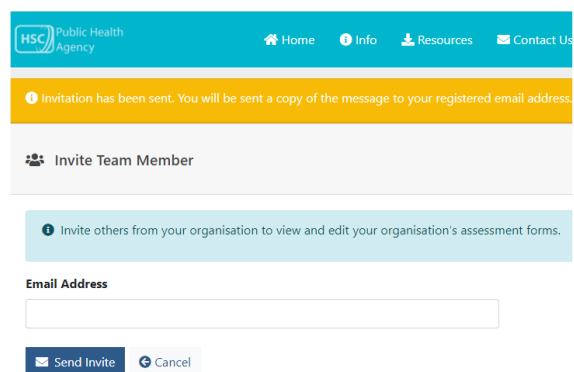 HSC Public Health
Agency
Home Info Resources Contact Us
Invitation has been sent. You will be sent a copy of the message to your registered email address.
Invite Team Member
Invite others from your organisation to view and edit your organisation's assessment forms.
Email Address
Send Invite Cancel